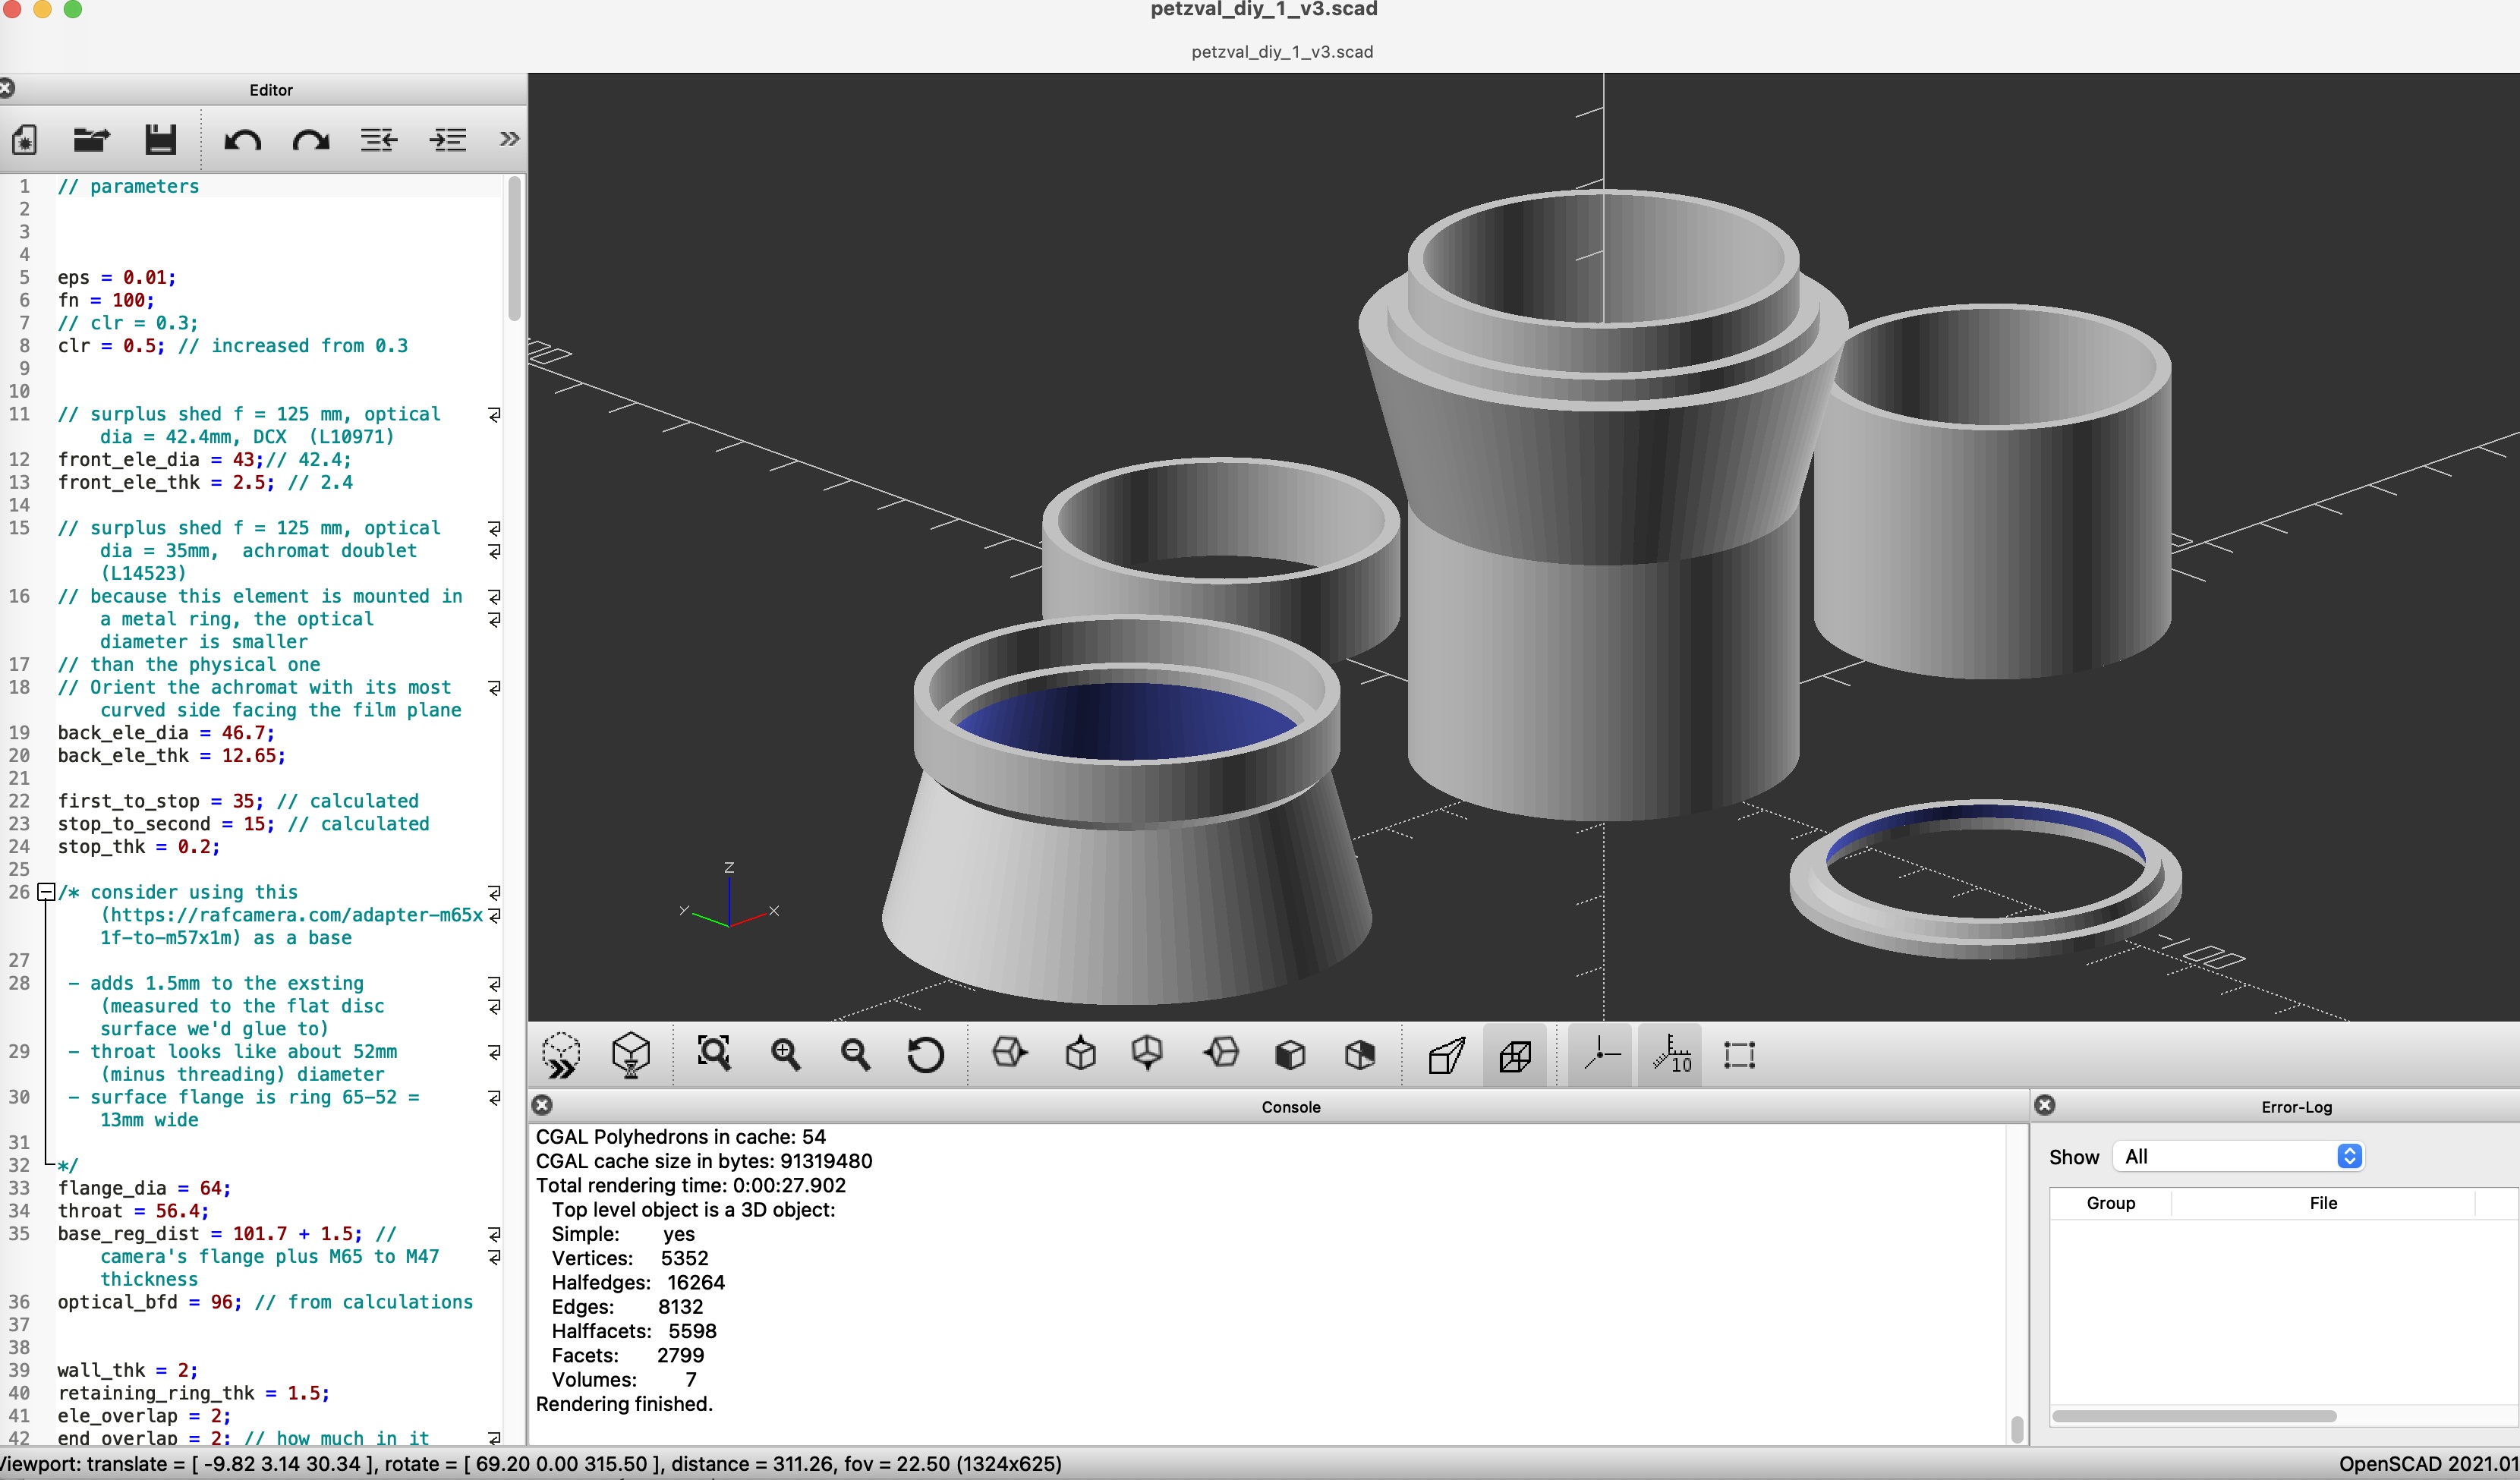 petzval_diy_1_v3.scad
petzval_diy_1_v3.scad
Editor
1 // parameters
2
3
4
5 eps = 0.01;
6 fn = 100;
7 // clr = 0.3;
8 clr = 0.5; // increased from 0.3
9
10
11 // surplus shed f = 125 mm, optical
dia = 42.4mm, DCX (L10971)
12 front_ele_dia = 43;// 42.4;
13 front_ele_thk = 2.5; // 2.4
14
15 // surplus shed f = 125 mm, optical
dia = 35mm, achromat doublet
(L14523)
16 // because this element is mounted in
a metal ring, the optical
diameter is smaller
17 // than the physical one
18 // Orient the achromat with its most
curved side facing the film plane
19 back_ele_dia = 46.7;
20 back_ele_thk = 12.65;
21
22 first_to_stop = 35; // calculated
23 stop_to_second = 15; // calculated
24 stop_thk = 0.2;
25
26 /* consider using this
(https://rafcamera.com/adapter-m65x
1f-to-m57x1m) as a base
27
28 - adds 1.5mm to the exsting
(measured to the flat disc
surface we'd glue to)
29 - throat looks like about 52mm
(minus threading) diameter
30 - surface flange is ring 65-52 =
13mm wide
31
32 */
33 flange_dia = 64;
34 throat = 56.4;
35 base_reg_dist = 101.7 + 1.5; //
camera's flange plus M65 to M47
thickness
36 optical_bfd = 96; // from calculations
37
38
39 wall_thk = 2;
40 retaining_ring_thk = 1.5;
41 ele_overlap = 2;
42 end_overlap = 2; // how much in it
Z
Y
X
10
Console
CGAL Polyhedrons in cache: 54
CGAL cache size in bytes: 91319480
Total rendering time: 0:00:27.902
Top level object is a 3D object:
Simple: yes
Vertices: 5352
Halfedges: 16264
Edges: 8132
Halffacets: 5598
Facets: 2799
Volumes: 7
Rendering finished.
Error-Log
Show All
Group File
Viewport: translate = [ -9.82 3.14 30.34 ], rotate = [ 69.20 0.00 315.50 ], distance = 311.26, fov = 22.50 (1324x625)
OpenSCAD 2021.01